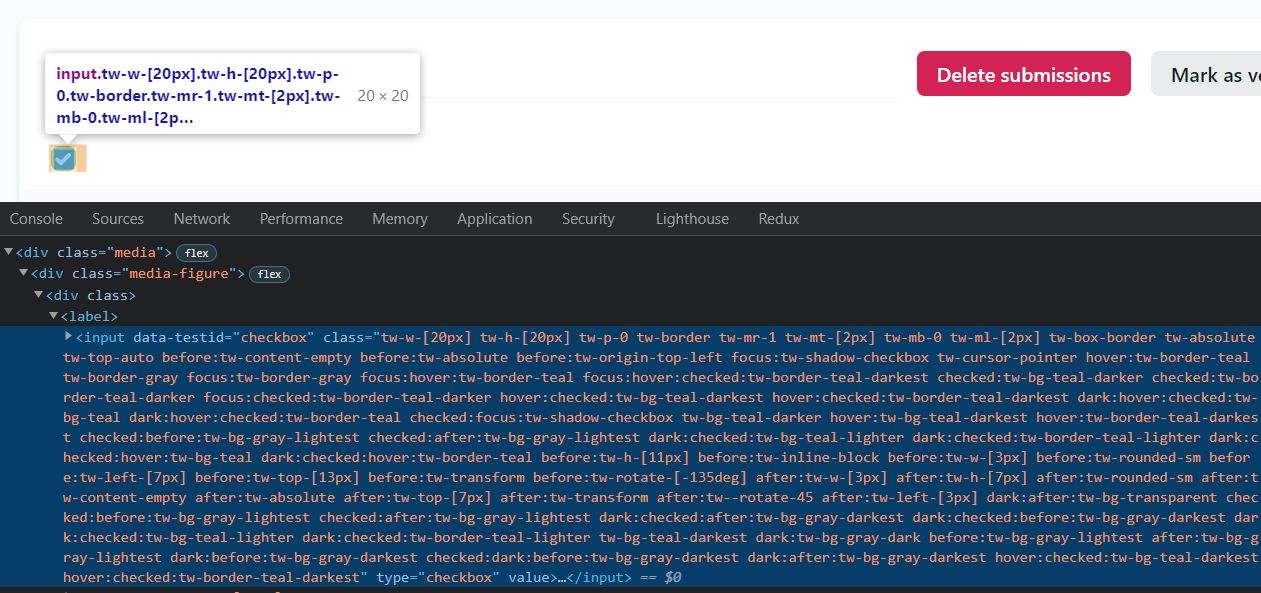 input.tw-w-[20px].tw-h-[20px].tw-p-
0.tw-border.tw-mr-1.tw-mt-[2px].tw-
mb-0.tw-ml-[2p...
20 × 20
Delete submissions
Mark as ve
Console Sources Network Performance Memory Application Security Lighthouse Redux
<div class="media"> flex
<div class="media-figure"> flex
<div class>
<label>
<input data-testid="checkbox" class="tw-w-[20px] tw-h-[20px] tw-p-0 tw-border tw-mr-1 tw-mt-[2px] tw-mb-0 tw-ml-[2px] tw-box-border tw-absolute
tw-top-auto before:tw-content-empty before:tw-absolute before:tw-origin-top-left focus:tw-shadow-checkbox tw-cursor-pointer hover:tw-border-teal
tw-border-gray focus:tw-border-gray focus:hover:tw-border-teal focus:hover:checked:tw-border-teal-darkest checked:tw-bg-teal-darker checked:tw-bo
rder-teal-darker focus:checked:tw-border-teal-darker hover:checked:tw-bg-teal-darkest hover:checked:tw-border-teal-darkest dark:hover:checked:tw-
bg-teal dark:hover:checked:tw-border-teal checked:focus:tw-shadow-checkbox tw-bg-teal-darker hover:tw-bg-teal-darkest hover:tw-border-teal-darkes
t checked:before:tw-bg-gray-lightest checked:after:tw-bg-gray-lightest dark:checked:tw-bg-teal-lighter dark:checked:tw-border-teal-lighter dark:c
hecked:hover:tw-bg-teal dark:checked:hover:tw-border-teal before:tw-h-[11px] before:tw-inline-block before:tw-w-[3px] before:tw-rounded-sm befor
e:tw-left-[7px] before:tw-top-[13px] before:tw-transform before:tw-rotate-[-135deg] after:tw-w-[3px] after:tw-h-[7px] after:tw-rounded-sm after:t
w-content-empty after:tw-absolute after:tw-top-[7px] after:tw-transform after:tw--rotate-45 after:tw-left-[3px] dark:after:tw-bg-transparent chec
ked:before:tw-bg-gray-lightest checked:after:tw-bg-gray-lightest dark:checked:after:tw-bg-gray-darkest dark:checked:before:tw-bg-gray-darkest dar
k:checked:tw-bg-teal-lighter dark:checked:tw-border-teal-lighter tw-bg-teal-darkest dark:tw-bg-gray-dark before:tw-bg-gray-lightest after:tw-bg-g
ray-lightest dark:before:tw-bg-gray-darkest checked:dark:before:tw-bg-gray-darkest dark:after:tw-bg-gray-darkest hover:checked:tw-bg-teal-darkest
hover:checked:tw-border-teal-darkest" type="checkbox" value>…</input> == $0